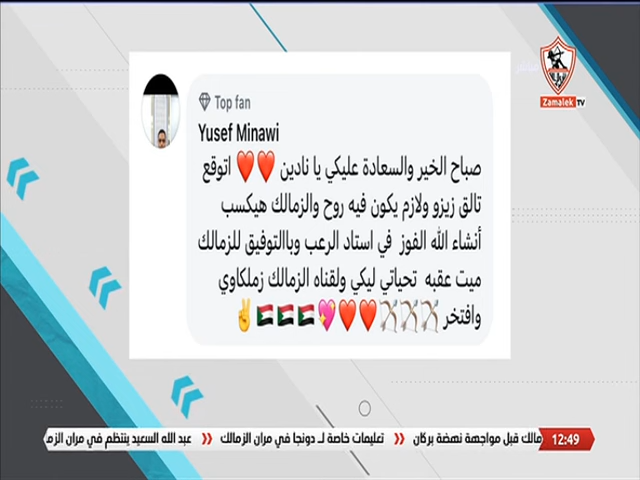 Zamalek TV
Top fan
Yusef Minawi
صباح الخير والسعادة عليكي يا نادين ❤️❤️ اتوقع
تالق زيزو ولازم يكون فيه روح والزمالك هيكسب
أنشاء الله الفوز في استاد الرعب وباالتوفيق للزمالك
ميت عقبه تحياتي ليكي ولقناه الزمالك زملكاوي
وافتخر 🏹🏹🏹❤️❤️💖🇸🇩🇸🇩🇸🇩✌️
12:49 مالك قبل مواجهة نهضة بركان » تعليمات خاصة لـ دونجا في مران الزمالك » عبد الله السعيد ينتظم في مران الزم